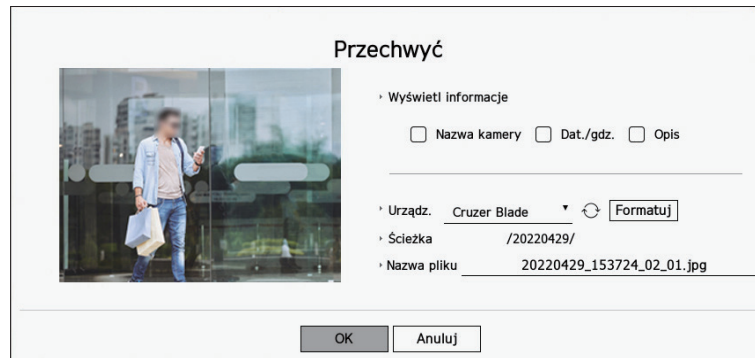 Przechwyć
Wyświetl informacje
Nazwa kamery Dat./gdz. Opis
Urządz. Cruzer Blade Formatuj
Ścieżka /20220429/
Nazwa pliku 20220429_153724_02_01.jpg
OK Anuluj